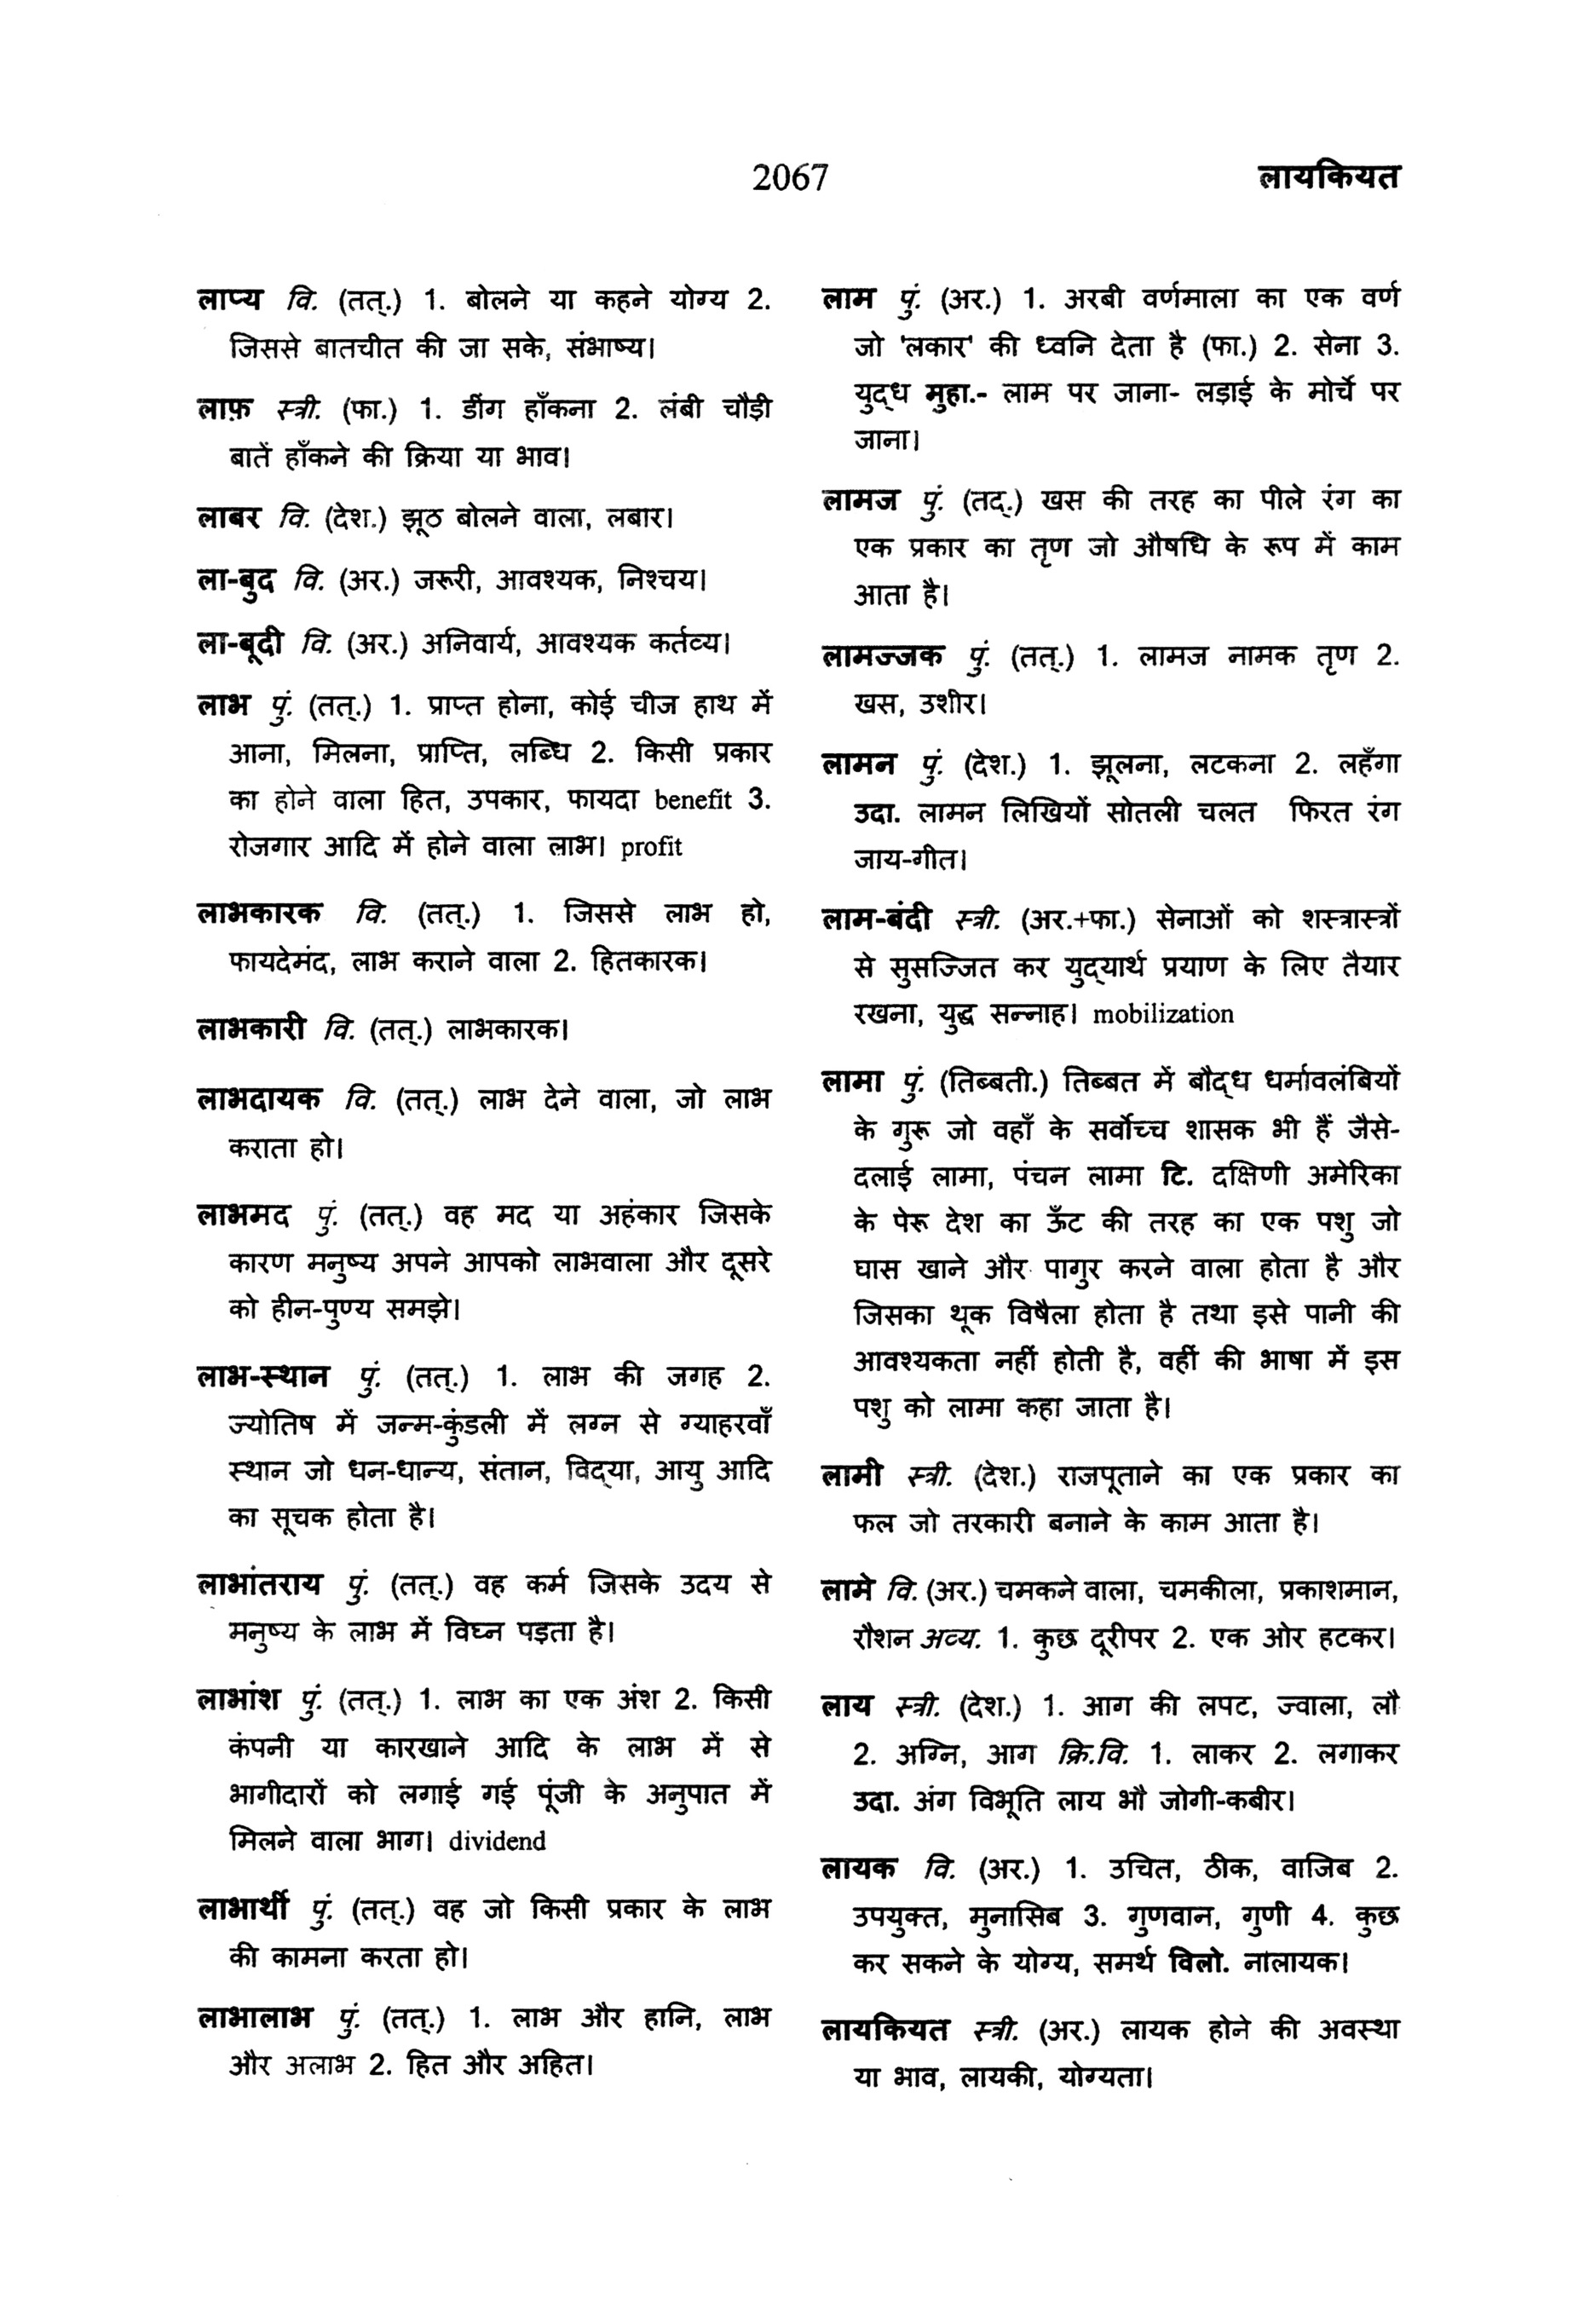 2067
लायकियत
लाप्य वि. (तत्.) 1. बोलने या कहने योग्य 2.
जिससे बातचीत की जा सके, संभाष्य।
लाफ़ स्त्री. (फा.) 1. डींग हाँकना 2. लंबी चौड़ी
बातें हाँकने की क्रिया या भाव।
लाबर वि. (देश.) झूठ बोलने वाला, लबार।
ला-बुद वि. (अर.) जरूरी, आवश्यक, निश्चय।
ला-बूदी वि. (अर.) अनिवार्य, आवश्यक कर्तव्य।
लाभ पुं. (तत्.) 1. प्राप्त होना, कोई चीज हाथ में
आना, मिलना, प्राप्ति, लब्धि 2. किसी प्रकार
का होने वाला हित, उपकार, फायदा benefit 3.
रोजगार आदि में होने वाला लाभ। profit
लाभकारक वि. (तत्.) 1. जिससे लाभ हो,
फायदेमंद, लाभ कराने वाला 2. हितकारक।
लाभकारी वि. (तत्.) लाभकारक।
लाभदायक वि. (तत्.) लाभ देने वाला, जो लाभ
कराता हो।
लाभमद पुं. (तत्.) वह मद या अहंकार जिसके
कारण मनुष्य अपने आपको लाभवाला और दूसरे
को हीन-पुण्य समझे।
लाभ-स्थान पुं. (तत्.) 1. लाभ की जगह 2.
ज्योतिष में जन्म-कुंडली में लग्न से ग्याहरवाँ
स्थान जो धन-धान्य, संतान, विद्‌या, आयु आदि
का सूचक होता है।
लाभांतराय पुं. (तत्.) वह कर्म जिसके उदय से
मनुष्य के लाभ में विघ्न पड़ता है।
लाभांश पुं. (तत्.) 1. लाभ का एक अंश 2. किसी
कंपनी या कारखाने आदि के लाभ में से
भागीदारों को लगाई गई पूंजी के अनुपात में
मिलने वाला भाग। dividend
लाभार्थी पुं. (तत्.) वह जो किसी प्रकार के लाभ
की कामना करता हो।
लाभालाभ पुं. (तत्.) 1. लाभ और हानि, लाभ
और अलाभ 2. हित और अहित।
लाम पुं. (अर.) 1. अरबी वर्णमाला का एक वर्ण
जो 'लकार' की ध्वनि देता है (फा.) 2. सेना 3.
युद्‌ध मुहा.- लाम पर जाना- लड़ाई के मोर्चे पर
जाना।
लामज पुं. (तद्.) खस की तरह का पीले रंग का
एक प्रकार का तृण जो औषधि के रूप में काम
आता है।
लामज्जक पुं. (तत्.) 1. लामज नामक तृण 2.
खस, उशीर।
लामन पुं. (देश.) 1. झूलना, लटकना 2. लहँगा
उदा. लामन लिखियों सोतली चलत फिरत रंग
जाय-गीत।
लाम-बंदी स्त्री. (अर.+फा.) सेनाओं को शस्त्रास्त्रों
से सुसज्जित कर युद्‌यार्थ प्रयाण के लिए तैयार
रखना, युद्ध सन्नाह। mobilization
लामा पुं. (तिब्बती.) तिब्बत में बौद्‌ध धर्मावलंबियों
के गुरू जो वहाँ के सर्वोच्च शासक भी हैं जैसे-
दलाई लामा, पंचन लामा टि. दक्षिणी अमेरिका
के पेरू देश का ऊँट की तरह का एक पशु जो
घास खाने और पागुर करने वाला होता है और
जिसका थूक विषैला होता है तथा इसे पानी की
आवश्यकता नहीं होती है, वहीं की भाषा में इस
पशु को लामा कहा जाता है।
लामी स्त्री. (देश.) राजपूताने का एक प्रकार का
फल जो तरकारी बनाने के काम आता है।
लामे वि. (अर.) चमकने वाला, चमकीला, प्रकाशमान,
रौशन अव्य. 1. कुछ दूरीपर 2. एक ओर हटकर।
लाय स्त्री. (देश.) 1. आग की लपट, ज्वाला, लौ
2. अग्नि, आग क्रि.वि. 1. लाकर 2. लगाकर
उदा. अंग विभूति लाय भौ जोगी-कबीर।
लायक वि. (अर.) 1. उचित, ठीक, वाजिब 2.
उपयुक्त, मुनासिब 3. गुणवान, गुणी 4. कुछ
कर सकने के योग्य, समर्थ विलो. नालायक।
लायकियत स्त्री. (अर.) लायक होने की अवस्था
या भाव, लायकी, योग्यता।